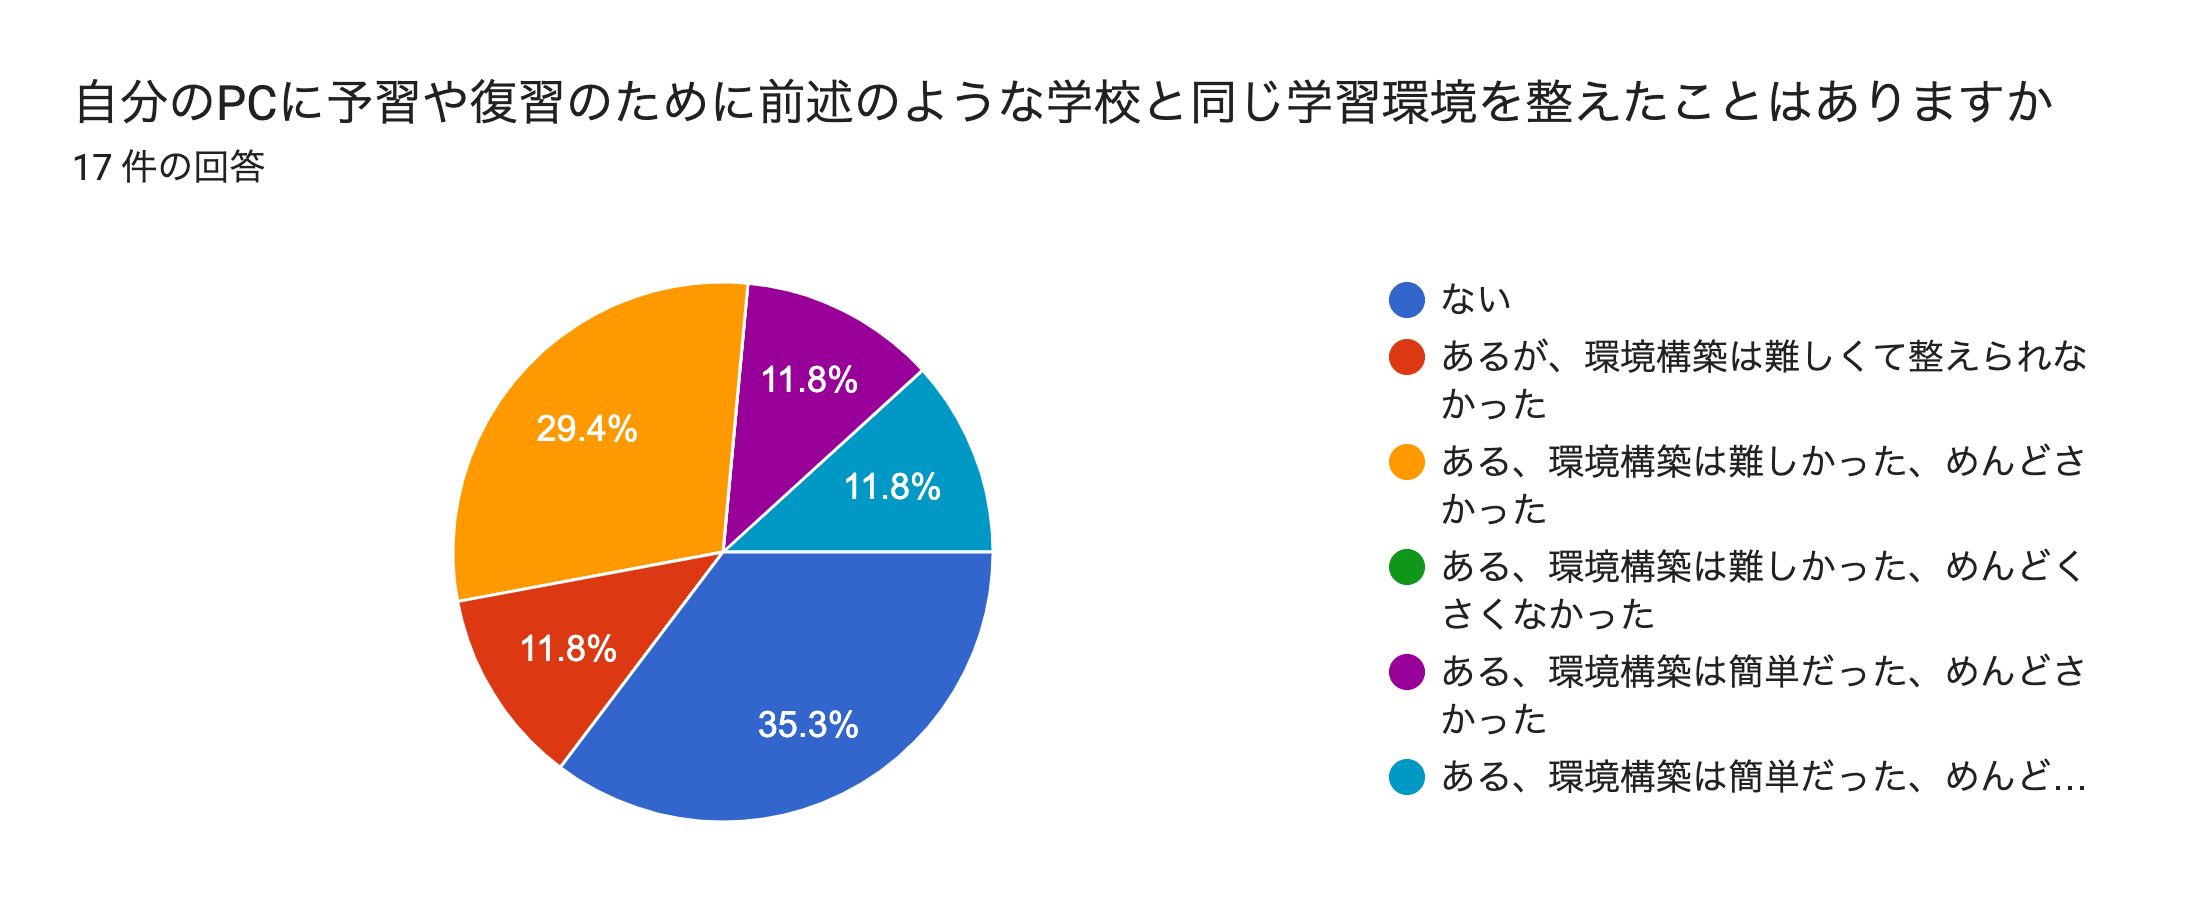 自分のPCに予習や復習のために前述のような学校と同じ学習環境を整えたことはありますか
17 件の回答
11.8%
29.4%
11.8%
11.8%
35.3%
ない
あるが、環境構築は難しくて整えられな
かった
ある、環境構築は難しかった、めんどさ
かった
ある、環境構築は難しかった、めんどく
さくなかった
ある、環境構築は簡単だった、めんどさ
かった
ある、環境構築は簡単だった、めんど…